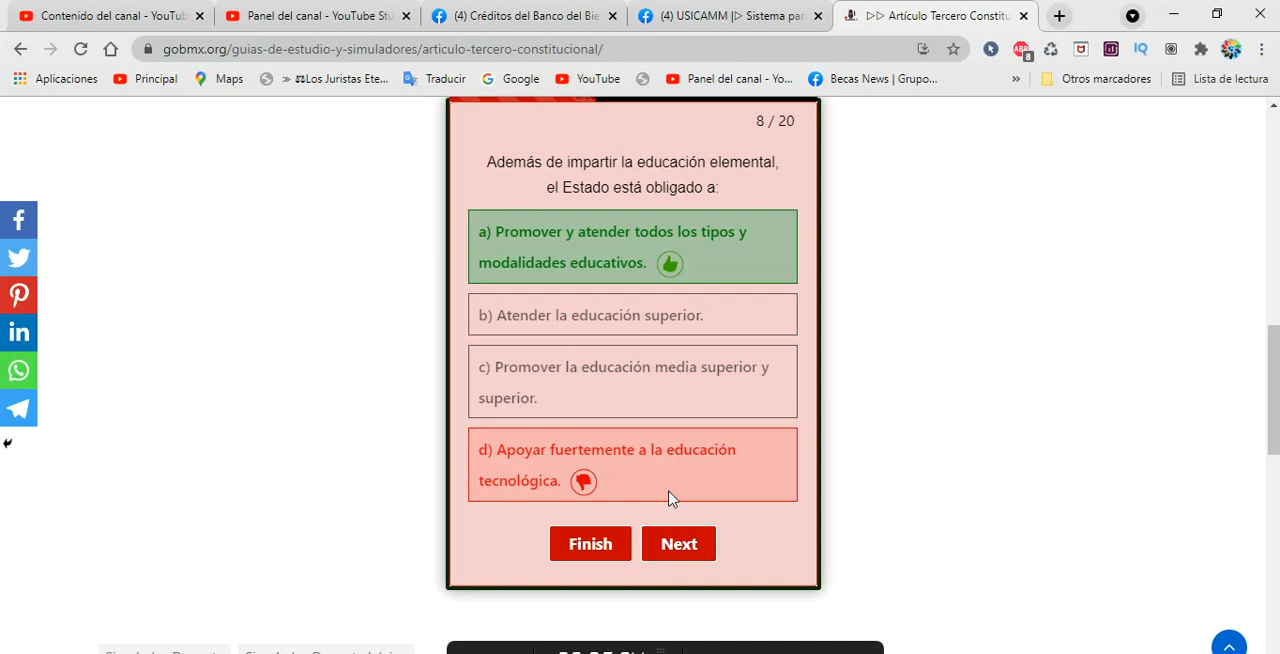 Contenido del canal - YouTub
Panel del canal - YouTube Stu
(4) Créditos del Banco del Bie
(4) USICAMM |▷ Sistema par
▷▷ Artículo Tercero Constitu
gobmx.org/guias-de-estudio-y-simuladores/articulo-tercero-constitucional/
ABP
8
IQ
Aplicaciones
Principal
Maps
» ⚖Los Juristas Ete...
Traducir
Google
YouTube
Panel del canal - Yo...
Becas News | Grupo...
»
Otros marcadores
Lista de lectura
8 / 20
Además de impartir la educación elemental,
el Estado está obligado a:
a) Promover y atender todos los tipos y
modalidades educativos.
b) Atender la educación superior.
c) Promover la educación media superior y
superior.
d) Apoyar fuertemente a la educación
tecnológica.
Finish
Next